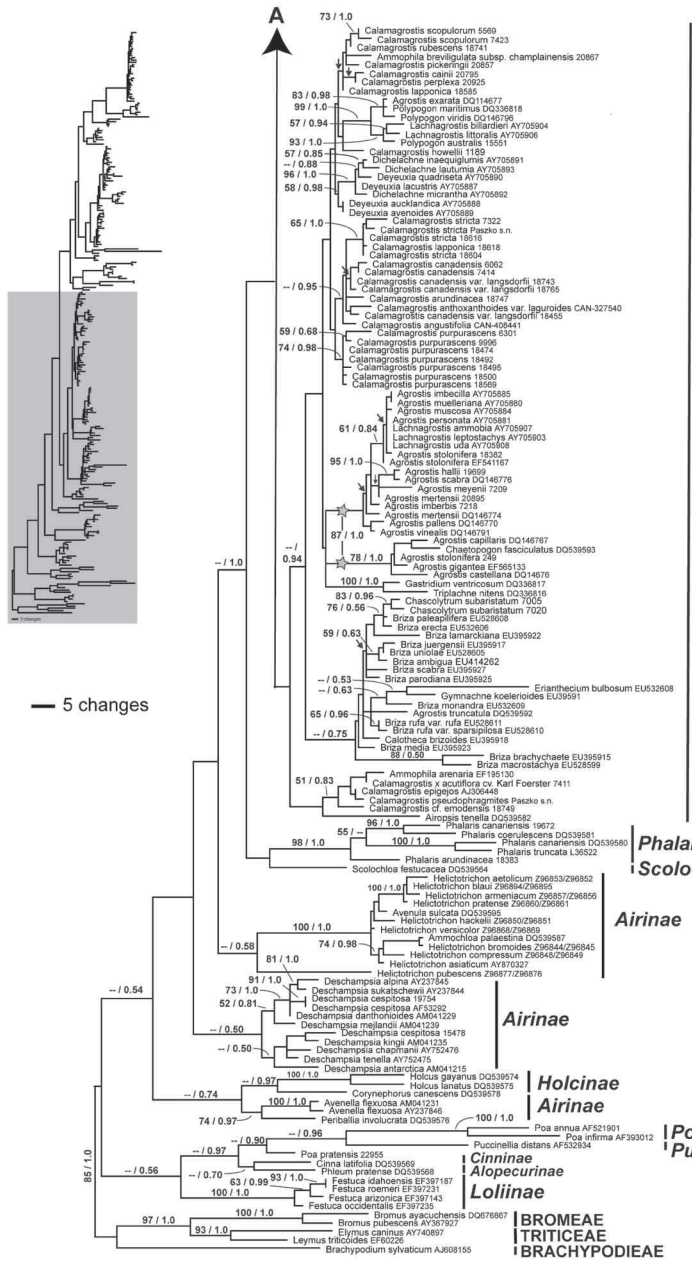 A
73 / 1.0
Calamagrostis scopulorum 5569
Calamagrostis scopulorum 7423
Calamagrostis rubescens 18741
Ammophila breviligulata subsp. champlainensis 20867
Calamagrostis pickeringii 20857
Calamagrostis cainii 20795
Calamagrostis perplexa 20925
Calamagrostis lapponica 18585
83 / 0.98
Agrostis exarata DQ114677
99 / 1.0
Polypogon maritimus DQ336818
Polypogon viridis DQ146796
57 / 0.94
Lachnagrostis billardieri AY705904
Lachnagrostis littoralis AY705906
93 / 1.0
Polypogon australis 15551
Calamagrostis howellii 1189
57 / 0.85
Dichelachne inaequiglumis AY705891
-- / 0.88
Dichelachne lautumia AY705893
96 / 1.0
Deyeuxia quadriseta AY705890
58 / 0.98
Deyeuxia lacustris AY705887
Dichelachne micrantha AY705892
Deyeuxia aucklandica AY705888
Deyeuxia avenoides AY705889
65 / 1.0
Calamagrostis stricta 7322
Calamagrostis stricta Paszko s.n.
Calamagrostis stricta 18616
Calamagrostis lapponica 18618
Calamagrostis stricta 18604
Calamagrostis canadensis 6062
Calamagrostis canadensis 7414
-- / 0.95
Calamagrostis canadensis var. langsdorfii 18743
Calamagrostis canadensis var. langsdorfii 18765
Calamagrostis arundinacea 18747
Calamagrostis anthoxanthoides var. laguroides CAN-327540
Calamagrostis canadensis var. langsdorfii 18455
Calamagrostis angustifolia CAN-408441
59 / 0.68
Calamagrostis purpurascens 6301
Calamagrostis purpurascens 9996
74 / 0.98
Calamagrostis purpurascens 18474
Calamagrostis purpurascens 18492
Calamagrostis purpurascens 18495
Calamagrostis purpurascens 18500
Calamagrostis purpurascens 18569
Agrostis imbecilla AY705885
Agrostis muelleriana AY705880
Agrostis muscosa AY705884
Agrostis personata AY705881
61 / 0.84
Lachnagrostis ammobia AY705907
Lachnagrostis leptostachys AY705903
Lachnagrostis uda AY705908
Agrostis stolonifera 18382
Agrostis stolonifera EF541167
95 / 1.0
Agrostis hallii 19699
Agrostis scabra DQ146776
Agrostis meyenii 7209
Agrostis mertensii 20895
Agrostis imberbis 7218
Agrostis mertensii DQ146774
Agrostis pallens DQ146770
Agrostis vinealis DQ146791
87 / 1.0
Agrostis capillaris DQ146767
Chaetopogon fasciculatus DQ539593
78 / 1.0
Agrostis stolonifera 249
Agrostis gigantea EF565133
Agrostis castellana DQ14676
-- / 0.94
-- / 1.0
100 / 1.0
Gastridium ventricosum DQ336817
Triplachne nitens DQ336816
83 / 0.96
Chascolytrum subaristatum 7005
76 / 0.56
Chascolytrum subaristatum 7020
Briza paleapilifera EU528608
Briza erecta EU532606
Briza lamarckiana EU395922
59 / 0.63
Briza juergensii EU395917
Briza uniolae EU528605
Briza ambigua EU414262
Briza scabra EU395927
Briza parodiana EU395925
-- / 0.53
Erianthecium bulbosum EU532608
-- / 0.63
Gymnachne koelerioides EU39591
Briza monandra EU532609
Agrostis truncatula DQ539592
65 / 0.96
Briza rufa var. rufa EU528611
Briza rufa var. sparsipilosa EU528610
-- / 0.75
Calotheca brizoides EU395918
Briza media EU395923
88 / 0.50
Briza brachychaete EU395915
Briza macrostachya EU528599
5 changes
5 changes
51 / 0.83
Ammophila arenaria EF195130
Calamagrostis x acutiflora cv. Karl Foerster 7411
Calamagrostis epigejos AJ306448
Calamagrostis pseudophragmites Paszko s.n.
Calamagrostis cf. emodensis 18749
Airopsis tenella DQ539582
96 / 1.0
Phalaris canariensis 19672
55 / --
Phalaris coerulescens DQ539581
98 / 1.0
100 / 1.0
Phalaris canariensis DQ539580
Phalaris truncata L36522
Phalaris arundinacea 18383
Phalar
Scolochloa festucacea DQ539564
Scolo
Helictotrichon aetolicum Z96853/Z96852
100 / 1.0
Helictotrichon blaui Z96894/Z96895
Helictotrichon armeniacum Z96857/Z96856
Helictotrichon pratense Z96860/Z96861
Avenula sulcata DQ539595
Helictotrichon hackelii Z96850/Z96851
100 / 1.0
Helictotrichon versicolor Z96868/Z96869
Airinae
74 / 0.98
Ammochloa palaestina DQ539587
Helictotrichon bromoides Z96844/Z96845
-- / 0.58
Helictotrichon compressum Z96848/Z96849
Helictotrichon asiaticum AY870327
Helictotrichon pubescens Z96877/Z96876
81 / 1.0
91 / 1.0
Deschampsia alpina AY237845
73 / 1.0
Deschampsia sukatschewii AY237844
-- / 0.54
52 / 0.81
Deschampsia cespitosa 19754
Deschampsia cespitosa AF53292
Deschampsia danthonioides AM041229
Deschampsia mejlandii AM041239
Airinae
-- / 0.50
Deschampsia cespitosa 15478
Deschampsia kingii AM041235
-- / 0.50
Deschampsia chapmanii AY752476
Deschampsia tenella AY752475
Deschampsia antarctica AM041215
-- / 0.97
100 / 1.0
Holcus gayanus DQ539574
Holcus lanatus DQ539575
Holcinae
-- / 0.74
Corynephorus canescens DQ539578
100 / 1.0
Avenella flexuosa AM041231
Avenella flexuosa AY237846
Airinae
74 / 0.97
Periballia involucrata DQ539576
100 / 1.0
-- / 0.96
Poa annua AF521901
Poa infirma AF393012
Po
-- / 0.90
Puccinellia distans AF532934
Pu
-- / 0.97
Poa pratensis 22955
-- / 0.70
Cinna latifolia DQ539569
Cinninae
Phleum pratense DQ539568
Alopecurinae
85 / 1.0
-- / 0.56
93 / 1.0
Festuca idahoensis EF397187
63 / 0.99
Festuca roemeri EF397231
100 / 1.0
Festuca arizonica EF397143
Loliinae
Festuca occidentalis EF397235
100 / 1.0
Bromus ayacuchensis DQ676867
97 / 1.0
Bromus pubescens AY367927
BROMEAE
93 / 1.0
Elymus caninus AY740897
TRITICEAE
Leymus triticoides EF60226
Brachypodium sylvaticum AJ608155
BRACHYPODIEAE